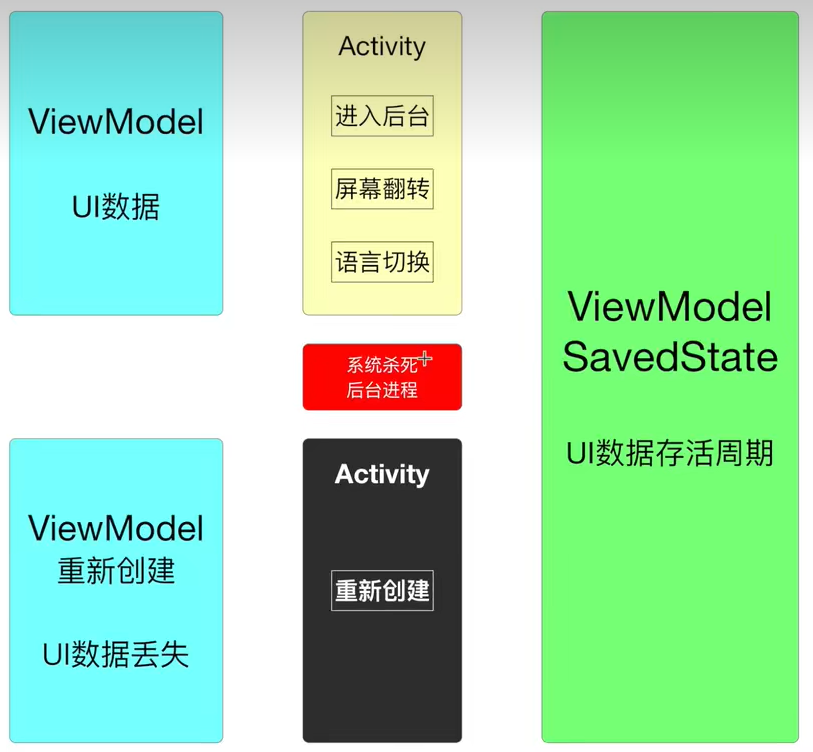 ViewModel
UI数据
Activity
进入后台
屏幕翻转
语言切换
系统杀死
后台进程
ViewModel
重新创建
UI数据丢失
Activity
重新创建
ViewModel
SavedState
UI数据存活周期